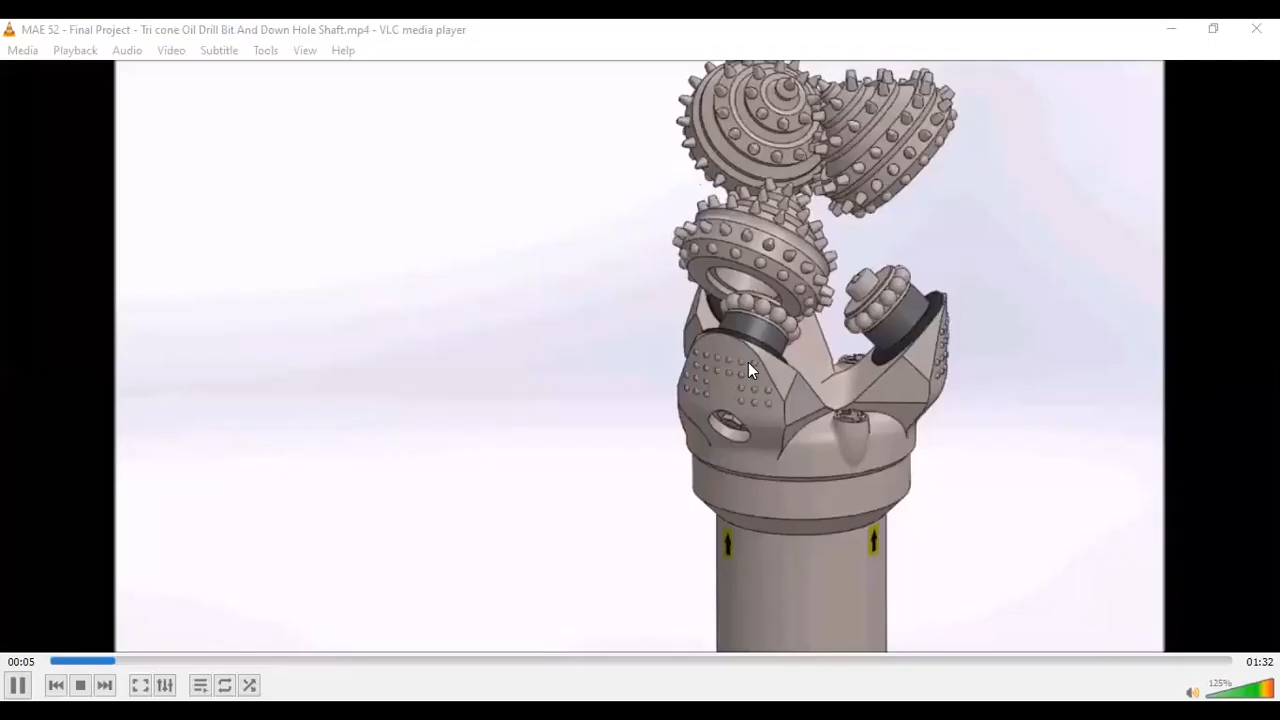 MAE 52 - Final Project - Tri cone Oil Drill Bit And Down Hole Shaft.mp4 - VLC media player
Media Playback Audio Video Subtitle Tools View Help
00:05 01:32
125%